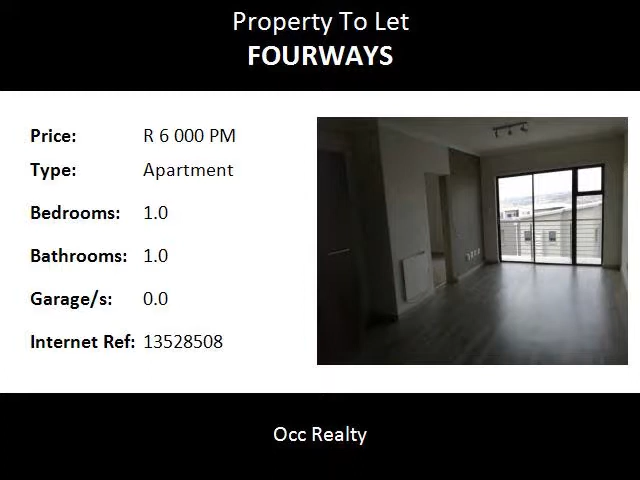 Property To Let
FOURWAYS
Price: R 6 000 PM
Type: Apartment
Bedrooms: 1.0
Bathrooms: 1.0
Garage/s: 0.0
Internet Ref: 13528508
Occ Realty